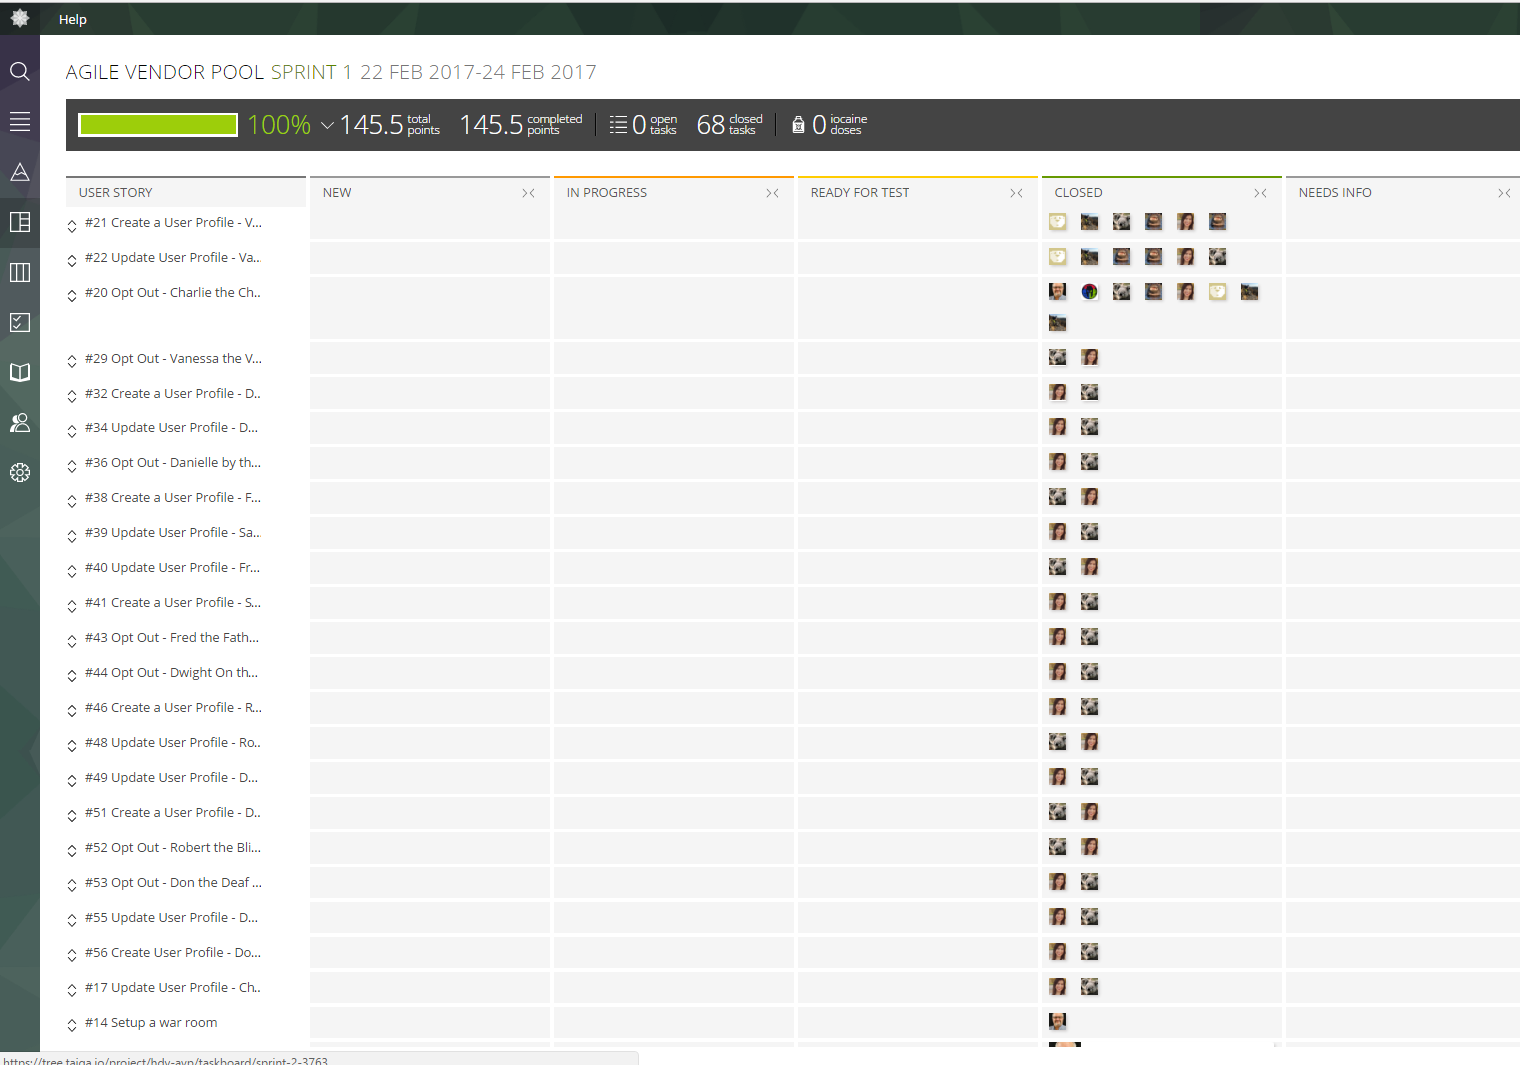 Help
AGILE VENDOR POOL SPRINT 1 22 FEB 2017-24 FEB 2017
100% 145.5 total points 145.5 completed points 0 open tasks 68 closed tasks 0 iocaine doses
USER STORY NEW IN PROGRESS READY FOR TEST CLOSED NEEDS INFO
#21 Create a User Profile - V...
#22 Update User Profile - Va...
#20 Opt Out - Charlie the Ch..
#29 Opt Out - Vanessa the V...
#32 Create a User Profile - D..
#34 Update User Profile - D...
#36 Opt Out - Danielle by th...
#38 Create a User Profile - F...
#39 Update User Profile - Sa...
#40 Update User Profile - Fr...
#41 Create a User Profile - S...
#43 Opt Out - Fred the Fath...
#44 Opt Out - Dwight On th...
#46 Create a User Profile - R...
#48 Update User Profile - Ro..
#49 Update User Profile - D...
#51 Create a User Profile - D..
#52 Opt Out - Robert the Bli...
#53 Opt Out - Don the Deaf ...
#55 Update User Profile - D...
#56 Create User Profile - Do...
#17 Update User Profile - Ch..
#14 Setup a war room
https://tree.taiga.io/project/hdy-avp/taskboard/sprint-2-3763